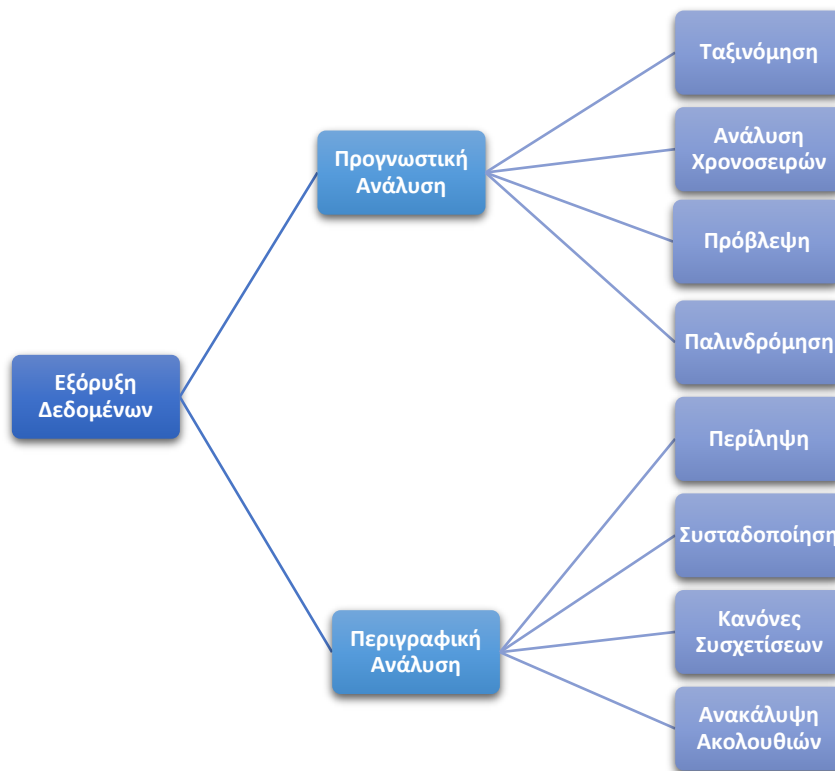 Ταξινόμηση
Ανάλυση
Χρονοσειρών
Προγνωστική
Ανάλυση
Πρόβλεψη
Παλινδρόμηση
Εξόρυξη
Δεδομένων
Περίληψη
Συσταδοποίηση
Κανόνες
Συσχετίσεων
Περιγραφική
Ανάλυση
Ανακάλυψη
Ακολουθιών